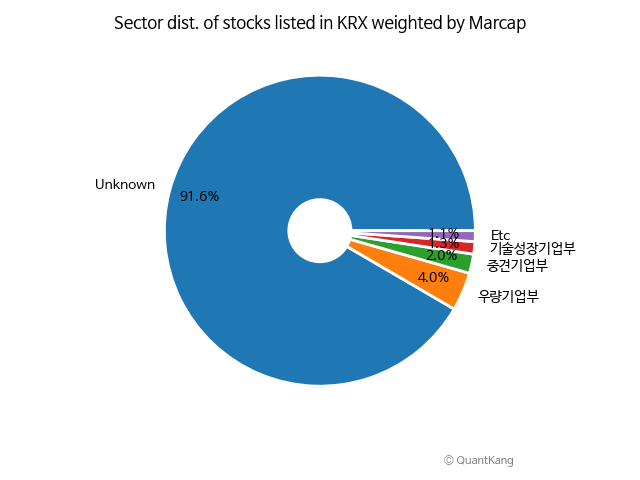 Sector dist. of stocks listed in KRX weighted by Marcap
Unknown
91.6%
1.1%
Etc
1.3%
기술성장기업부
2.0%
중견기업부
4.0%
우량기업부
© QuantKang